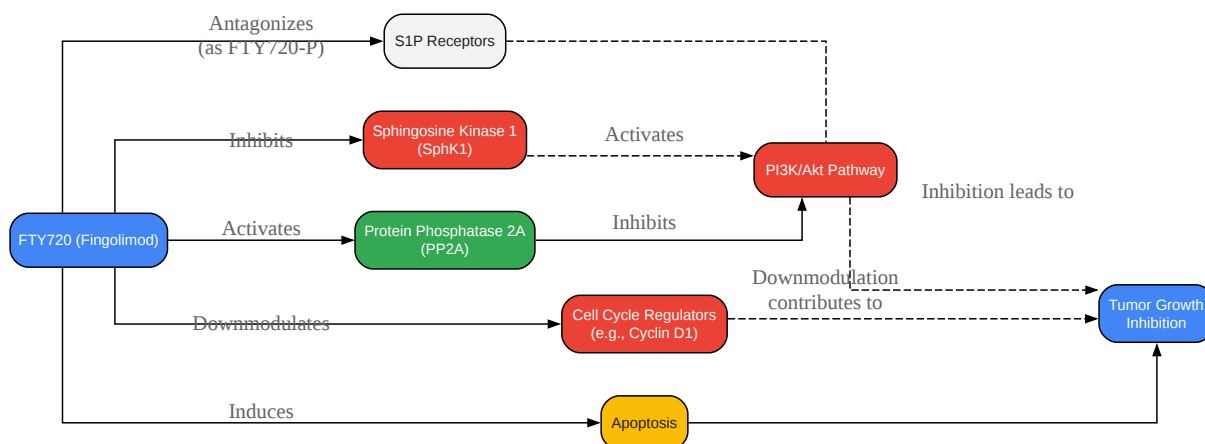 Antagonizes
(as FTY720-P)
S1P Receptors
Inhibits
Sphingosine Kinase 1
(SphK1)
Activates
PI3K/Akt Pathway
Inhibition leads to
FTY720 (Fingolimod)
Activates
Protein Phosphatase 2A
(PP2A)
Inhibits
Downmodulates
Cell Cycle Regulators
(e.g., Cyclin D1)
Downmodulation
contributes to
Tumor Growth
Inhibition
Induces
Apoptosis